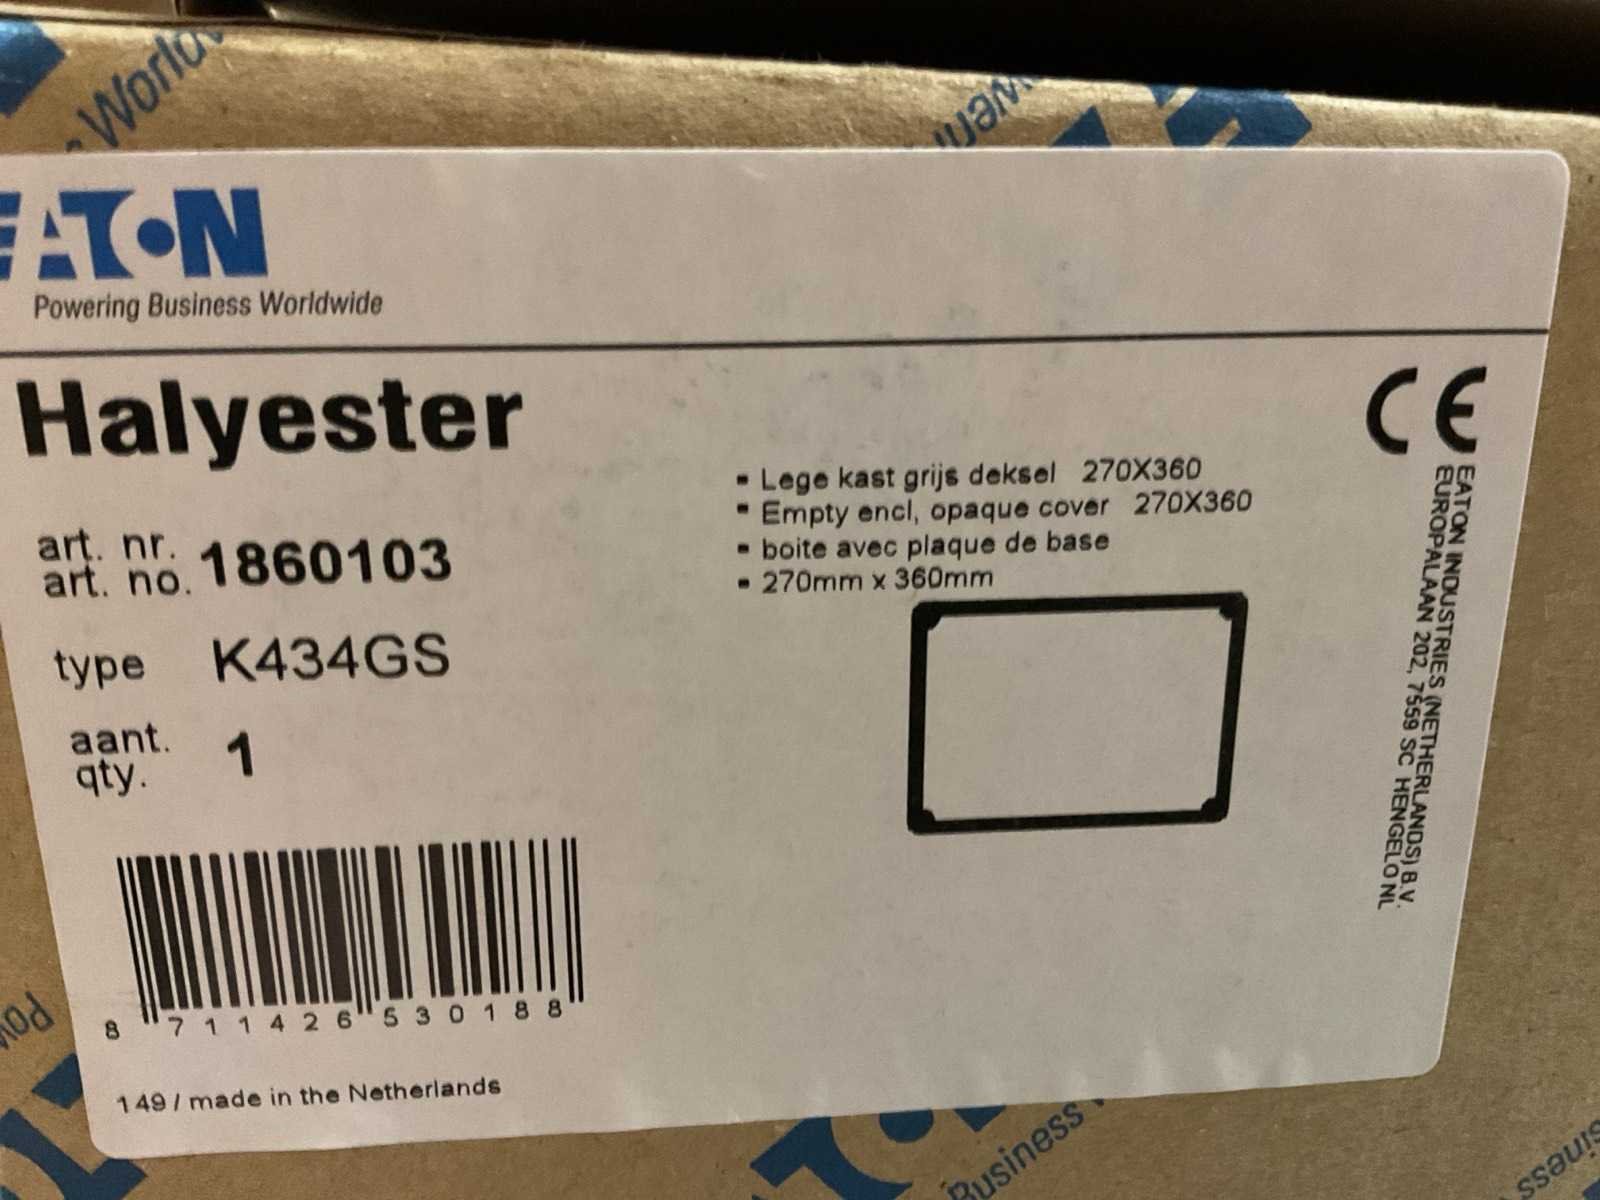 World
EATON
Powering Business Worldwide
Halyester
CE
▪ Lege kast grijs deksel 270X360
▪ Empty encl, opaque cover 270X360
▪ boite avec plaque de base
▪ 270mm x 360mm
art. nr.
art. no. 1860103
type K434GS
aant.
qty. 1
EATON INDUSTRIES (NETHERLANDS) B.V.
EUROPALAAN 202, 7559 SC HENGELO NL
8 711426 530188
149 / made in the Netherlands
Business